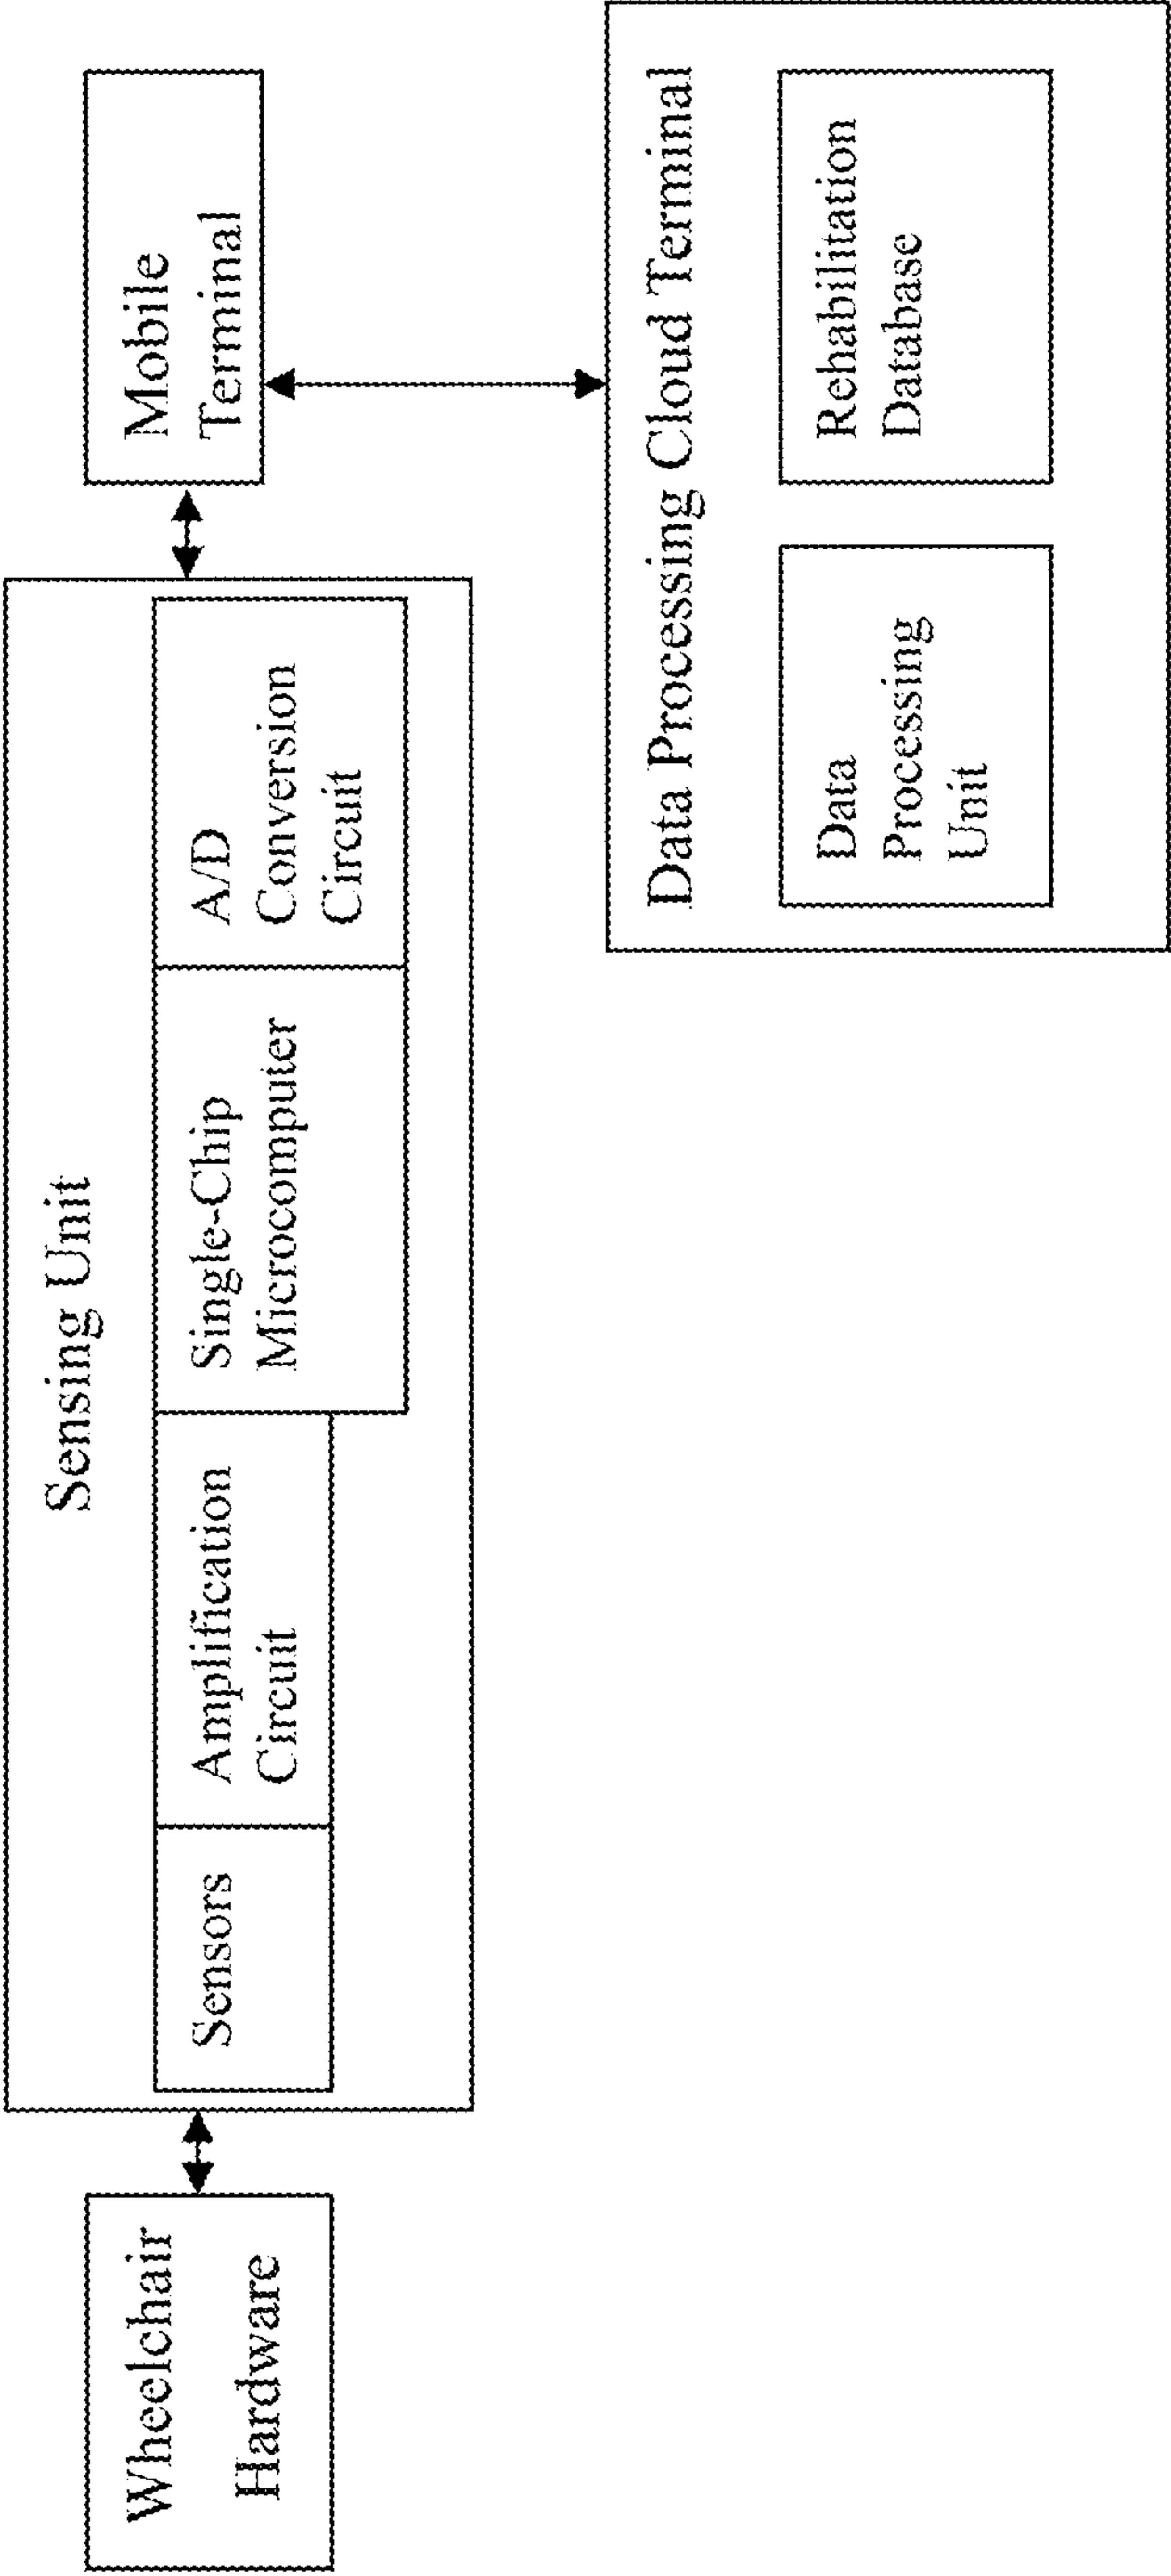 Wheelchair
Hardware
Sensing Unit
Sensors
Amplification
Circuit
Single-Chip
Microcomputer
A/D
Conversion
Circuit
Mobile
Terminal
Data Processing Cloud Terminal
Data
Processing
Unit
Rehabilitation
Database